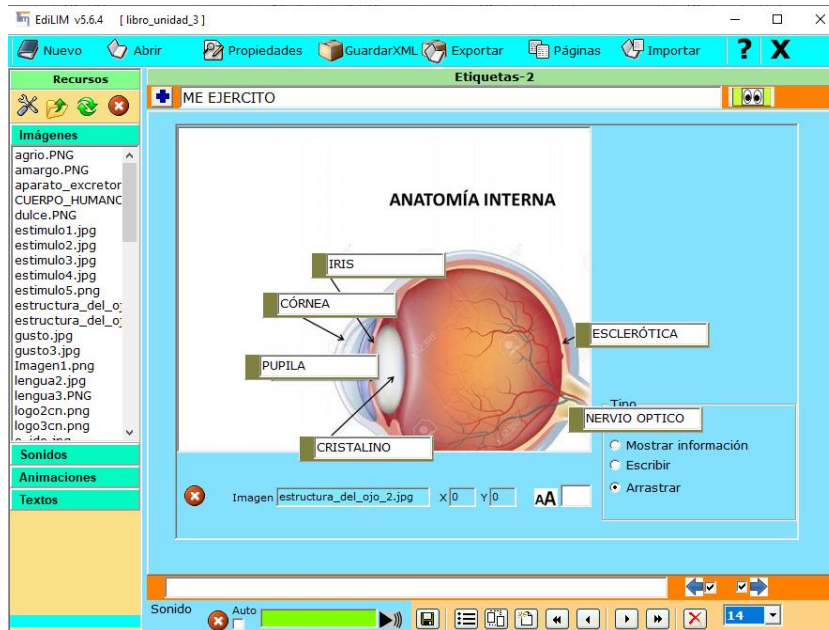 EdiLIM v5.6.4 [ libro_unidad_3 ]
Nuevo Abrir Propiedades GuardarXML Exportar Páginas Importar ? X
Recursos
Etiquetas-2
ME EJERCITO
Imágenes
agrio.PNG
amargo.PNG
aparato_excretor
CUERPO_HUMANO
dulce.PNG
estimulo1.jpg
estimulo2.jpg
estimulo3.jpg
estimulo4.jpg
estimulo5.png
estructura_del_oj
estructura_del_oj
gusto.jpg
gusto3.jpg
Imagen1.png
lengua2.jpg
lengua3.PNG
logo2cn.png
logo3cn.png
Sonidos
Animaciones
Textos
ANATOMÍA INTERNA
IRIS
CÓRNEA
ESCLERÓTICA
PUPILA
NERVIO OPTICO
CRISTALINO
Tipo
Mostrar información
Escribir
Arrastrar
Imagen estructura_del_ojo_2.jpg X 0 Y 0 AA
Sonido Auto
14